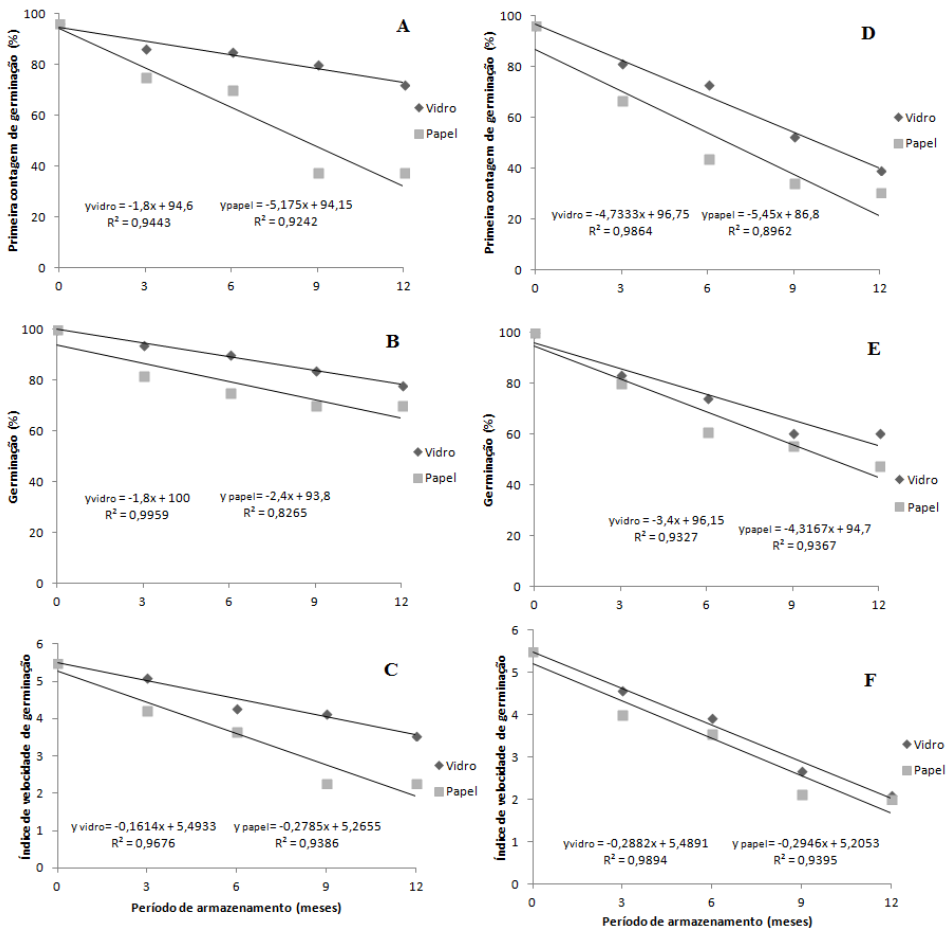 A
Primeira contagem de germinação (%)
100
80
60
40
20
0
0
3
6
9
12
Vidro
Papel
yvidro = -1,8x + 94,6
R² = 0,9443
ypapel = -5,175x + 94,15
R² = 0,9242
D
Primeira contagem de germinação (%)
100
80
60
40
20
0
0
3
6
9
12
Vidro
Papel
yvidro = -4,7333x + 96,75
R² = 0,9864
ypapel = -5,45x + 86,8
R² = 0,8962
B
Germinação (%)
100
80
60
40
20
0
0
3
6
9
12
Vidro
Papel
yvidro = -1,8x + 100
R² = 0,9959
y papel= -2,4x + 93,8
R² = 0,8265
E
Germinação (%)
100
80
60
40
20
0
0
3
6
9
12
Vidro
Papel
yvidro = -3,4x + 96,15
R² = 0,9327
ypapel = -4,3167x + 94,7
R² = 0,9367
C
Índice de velocidade de germinação
6
5
4
3
2
1
0
0
3
6
9
12
Vidro
Papel
y vidro= -0,1614x + 5,4933
R² = 0,9676
y papel= -0,2785x + 5,2655
R² = 0,9386
Período de armazenamento (meses)
F
Índice de velocidade de germinação
6
5
4
3
2
1
0
0
3
6
9
12
Vidro
Papel
yvidro = -0,2882x + 5,4891
R² = 0,9894
y papel= -0,2946x + 5,2053
R² = 0,9395
Período de armazenamento (meses)